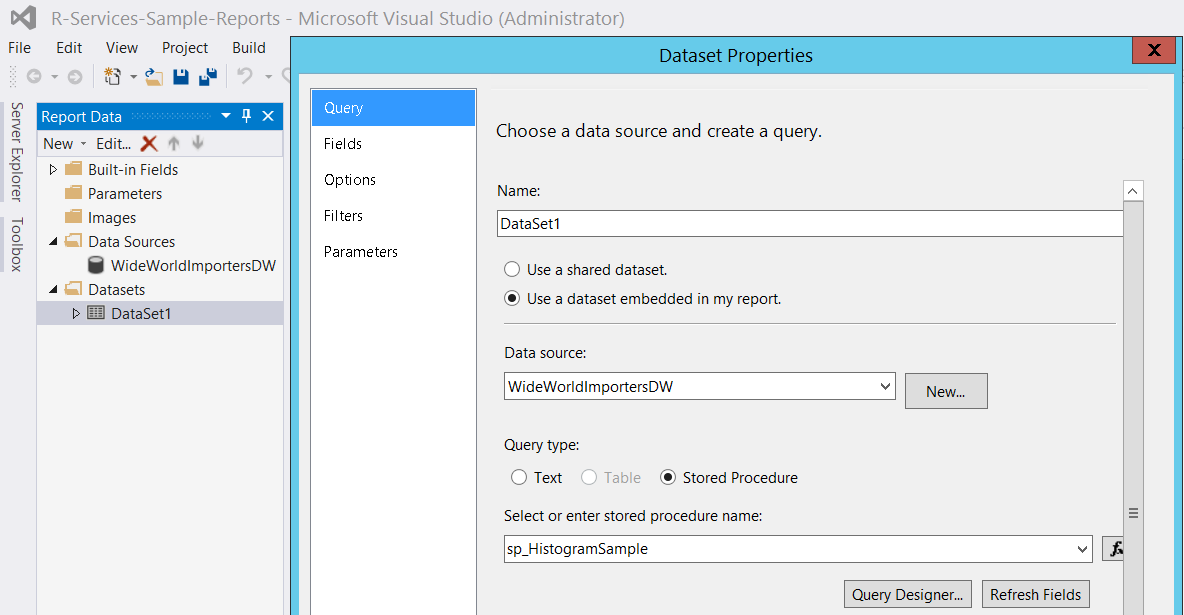 R-Services-Sample-Reports - Microsoft Visual Studio (Administrator)
File Edit View Project Build
Dataset Properties
Server Explorer
Toolbox
Report Data
New Edit...
Built-in Fields
Parameters
Images
Data Sources
WideWorldImportersDW
Datasets
DataSet1
Query
Fields
Options
Filters
Parameters
Choose a data source and create a query.
Name:
DataSet1
Use a shared dataset.
Use a dataset embedded in my report.
Data source:
WideWorldImportersDW
New...
Query type:
Text Table Stored Procedure
Select or enter stored procedure name:
sp_HistogramSample
Query Designer... Refresh Fields